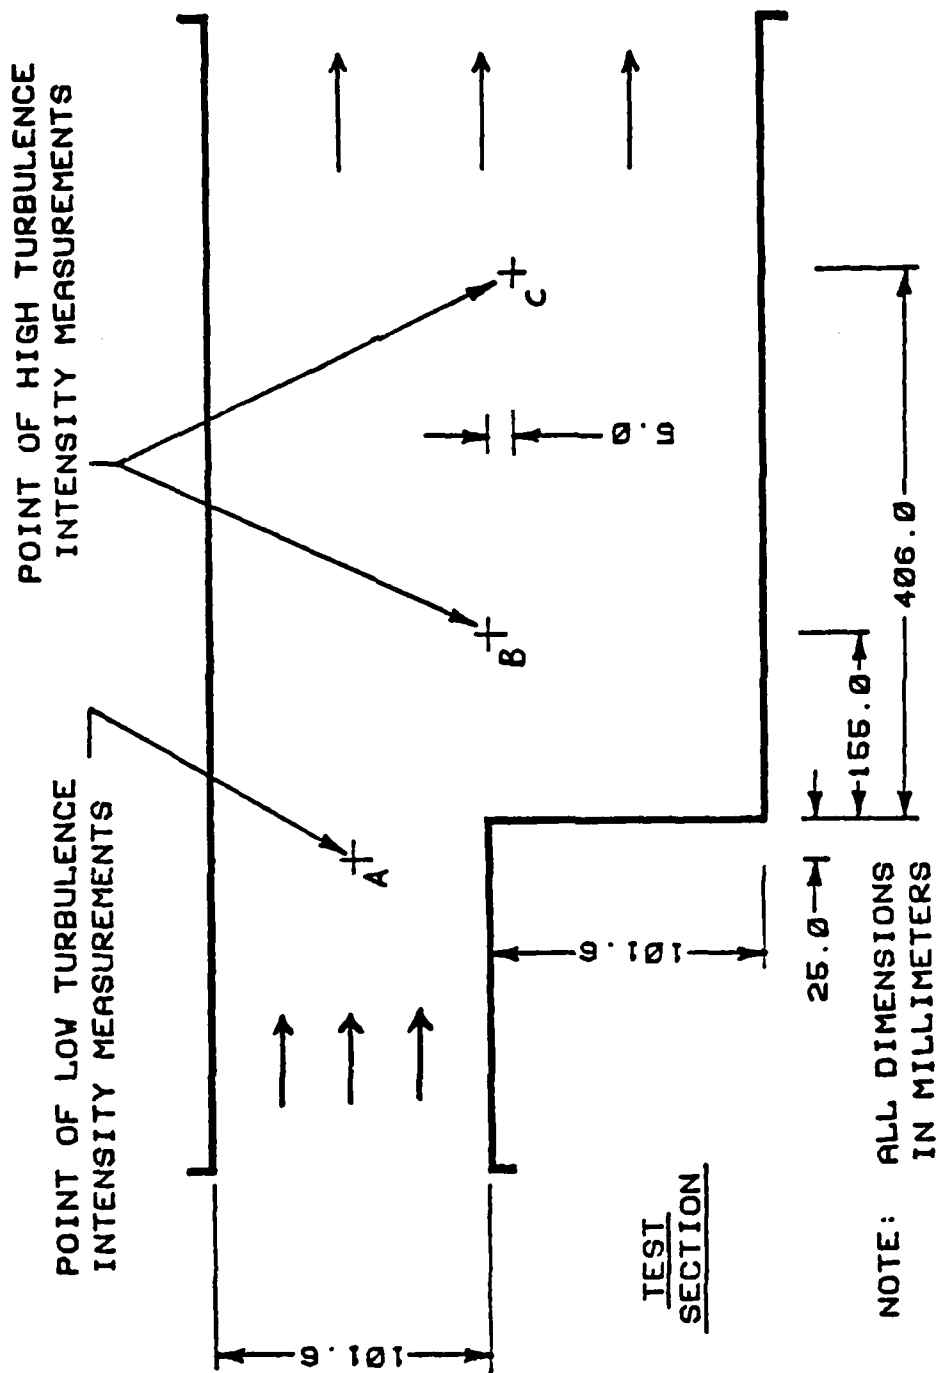 POINT OF HIGH TURBULENCE
INTENSITY MEASUREMENTS
POINT OF LOW TURBULENCE
INTENSITY MEASUREMENTS
A
B
C
5.0
101.6
101.6
25.0
155.0
406.0
TEST
SECTION
NOTE: ALL DIMENSIONS
IN MILLIMETERS